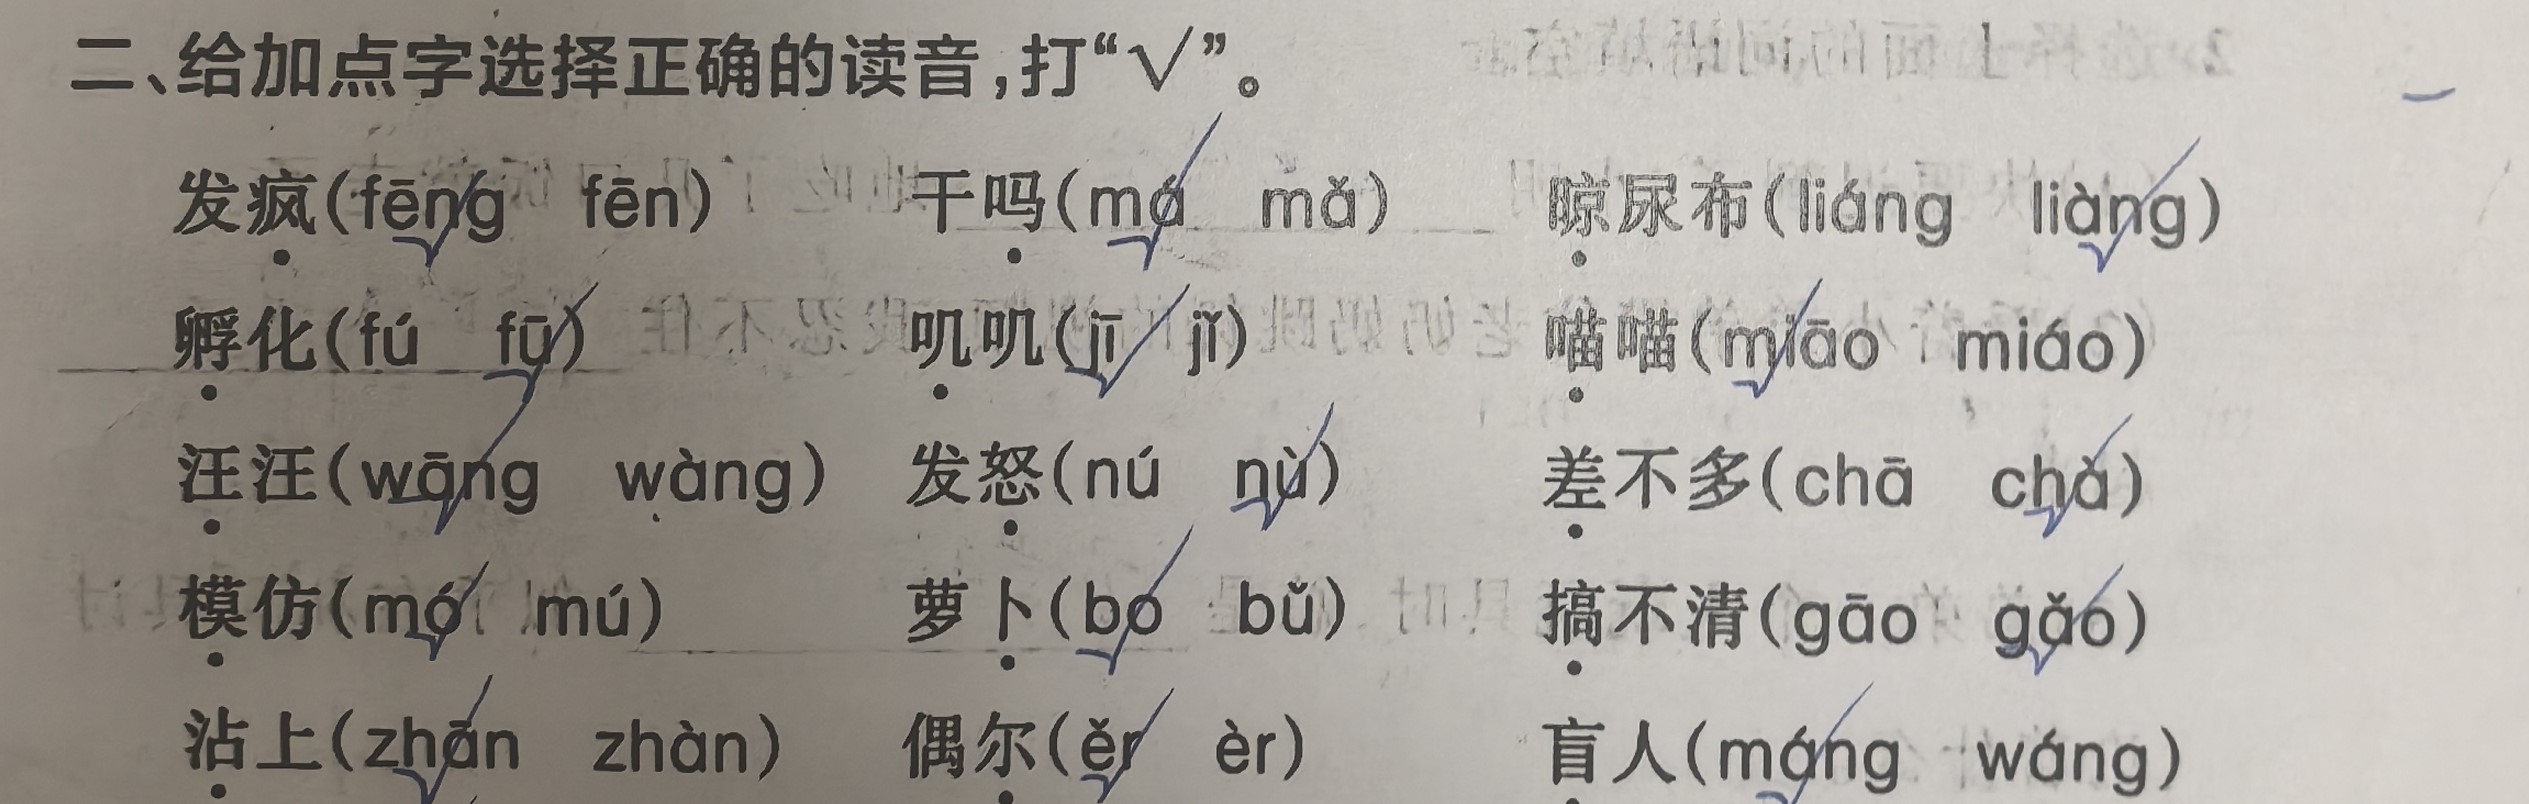 二、给加点字选择正确的读音,打“√”。
发疯(fēng√ fēn) 干吗(má√ mǎ) 晾尿布(liáng liàng√)
孵化(fú fū√) 叽叽(jī√ jǐ) 喵喵(miāo√ miáo)
汪汪(wāng√ wàng) 发怒(nú nù√) 差不多(chā chà√)
模仿(mó√ mú) 萝卜(bo√ bǔ) 搞不清(gāo gǎo√)
沾上(zhān√ zhàn) 偶尔(ěr√ èr) 盲人(máng√ wáng)